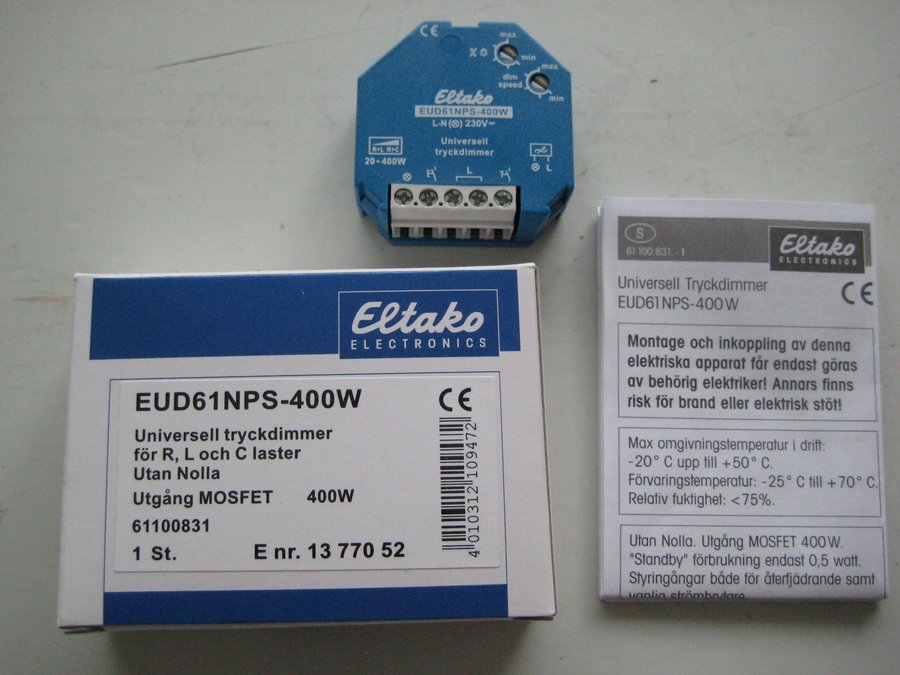 CE
max
% min
max
dim
speed
min
Eltako
EUD61NPS-400W
L-N(⊗) 230V~
Universell
tryckdimmer
R+L R+C
20-400W
L
L
Eltako
ELECTRONICS
EUD61NPS-400W
CE
Universell tryckdimmer
för R, L och C laster
Utan Nolla
Utgång MOSFET 400W
61100831
1 St. E nr. 13 770 52
4 010312 109472
S
61 100 831 - 1
Eltako
ELECTRONICS
Universell Tryckdimmer
EUD61NPS-400W
CE
Montage och inkoppling av denna
elektriska apparat får endast göras
av behörig elektriker! Annars finns
risk för brand eller elektrisk stöt!
Max omgivningstemperatur i drift:
-20° C upp till +50° C.
Förvaringstemperatur: -25° C till +70° C.
Relativ fuktighet: <75%.
Utan Nolla. Utgång MOSFET 400W.
"Standby" förbrukning endast 0,5 watt.
Styringångar både för återfjädrande samt
vanlig strömbrytare